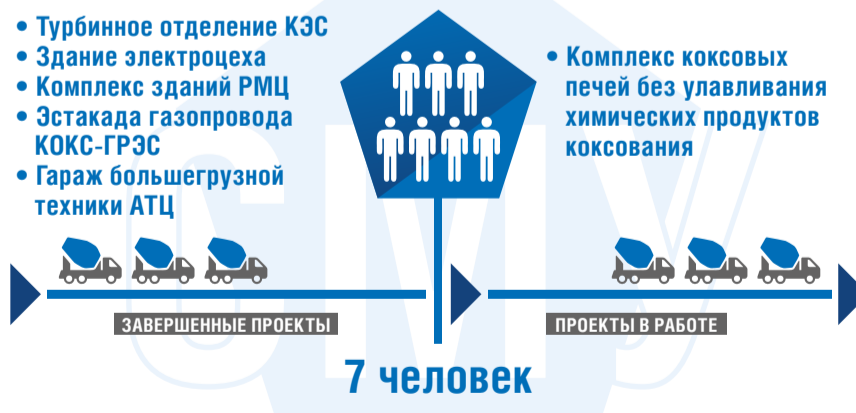 • Турбинное отделение КЭС
• Здание электроцеха
• Комплекс зданий РМЦ
• Эстакада газопровода
КОКС-ГРЭС
• Гараж большегрузной
техники АТЦ
• Комплекс коксовых
печей без улавливания
химических продуктов
коксования
ЗАВЕРШЕННЫЕ ПРОЕКТЫ
ПРОЕКТЫ В РАБОТЕ
7 человек
СМУ